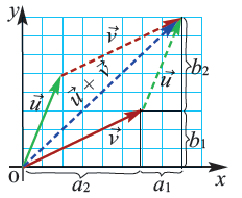 y
v⃗
u⃗ + v⃗
u⃗
b₂
u⃗
v⃗
b₁
O
x
a₂ a₁